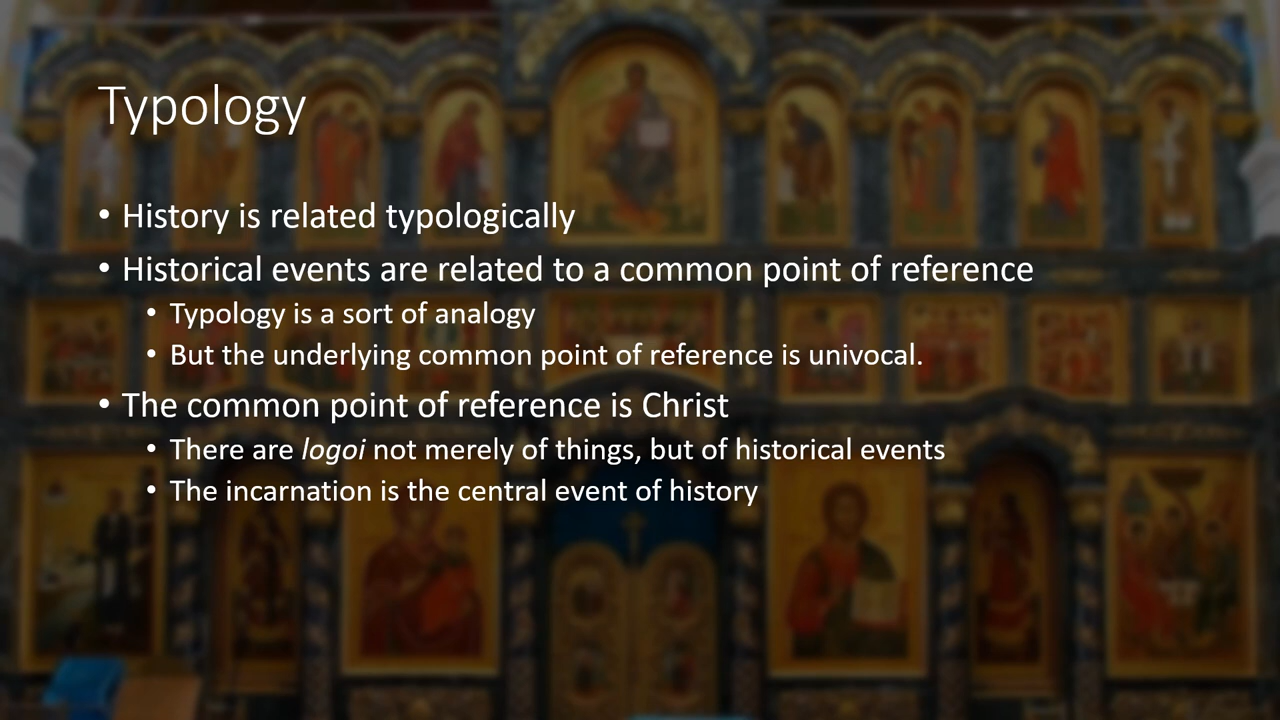 Typology
• History is related typologically
• Historical events are related to a common point of reference
• Typology is a sort of analogy
• But the underlying common point of reference is univocal.
• The common point of reference is Christ
• There are logoi not merely of things, but of historical events
• The incarnation is the central event of history